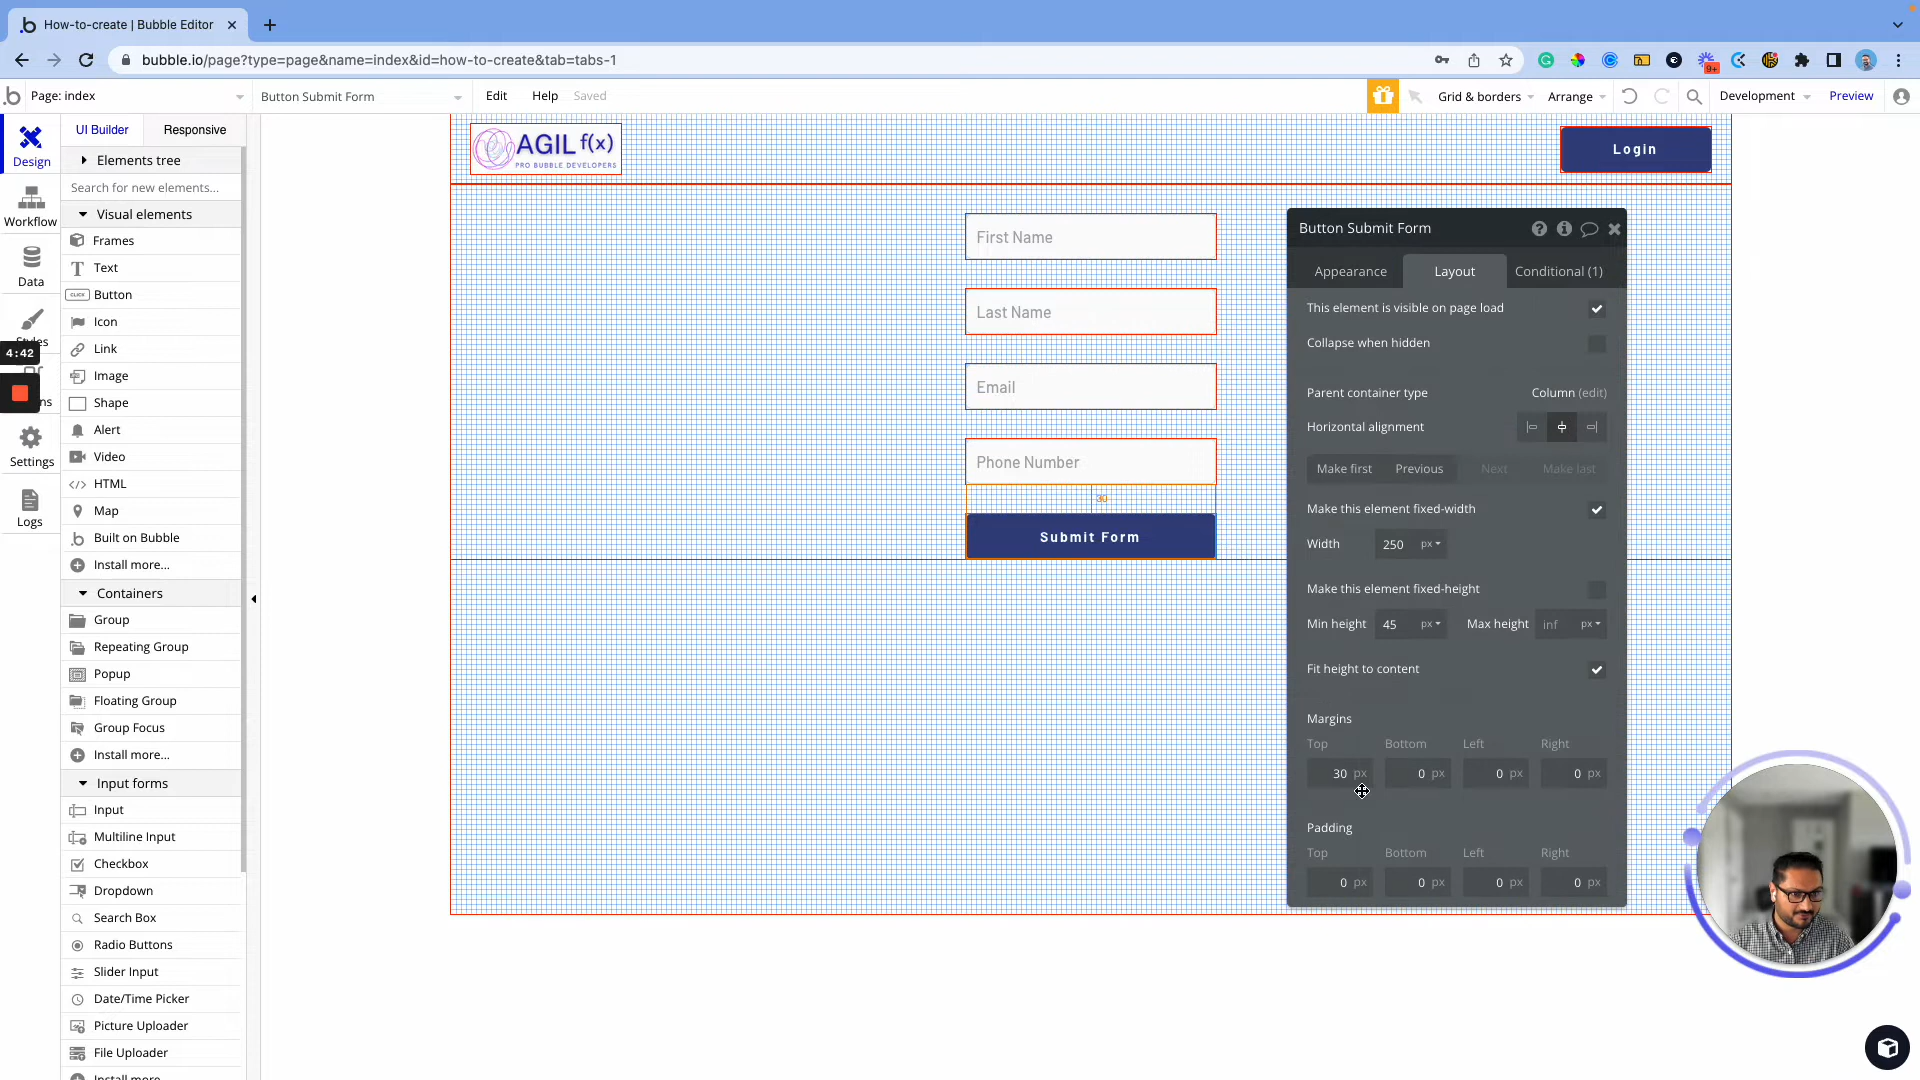 How-to-create | Bubble Editor
bubble.io/page?type=page&name=index&id=how-to-create&tab=tabs-1
9+
Page: index
Button Submit Form
Edit
Help
Saved
Grid & borders
Arrange
Development
Preview
Design
Workflow
Data
Styles
4:42
ns
Settings
Logs
UI Builder
Responsive
Elements tree
Search for new elements...
Visual elements
Frames
Text
CLICK
Button
Icon
Link
Image
Shape
Alert
Video
HTML
Map
Built on Bubble
Install more...
Containers
Group
Repeating Group
Popup
Floating Group
Group Focus
Install more...
Input forms
Input
Multiline Input
Checkbox
Dropdown
Search Box
Radio Buttons
Slider Input
Date/Time Picker
Picture Uploader
File Uploader
Install more
AGIL f(x)
PRO BUBBLE DEVELOPERS
Login
First Name
Last Name
Email
Phone Number
30
Submit Form
Button Submit Form
Appearance
Layout
Conditional (1)
This element is visible on page load
Collapse when hidden
Parent container type
Column (edit)
Horizontal alignment
Make first
Previous
Next
Make last
Make this element fixed-width
Width
250 px
Make this element fixed-height
Min height
45 px
Max height
inf px
Fit height to content
Margins
Top
Bottom
Left
Right
30 px
0 px
0 px
0 px
Padding
Top
Bottom
Left
Right
0 px
0 px
0 px
0 px